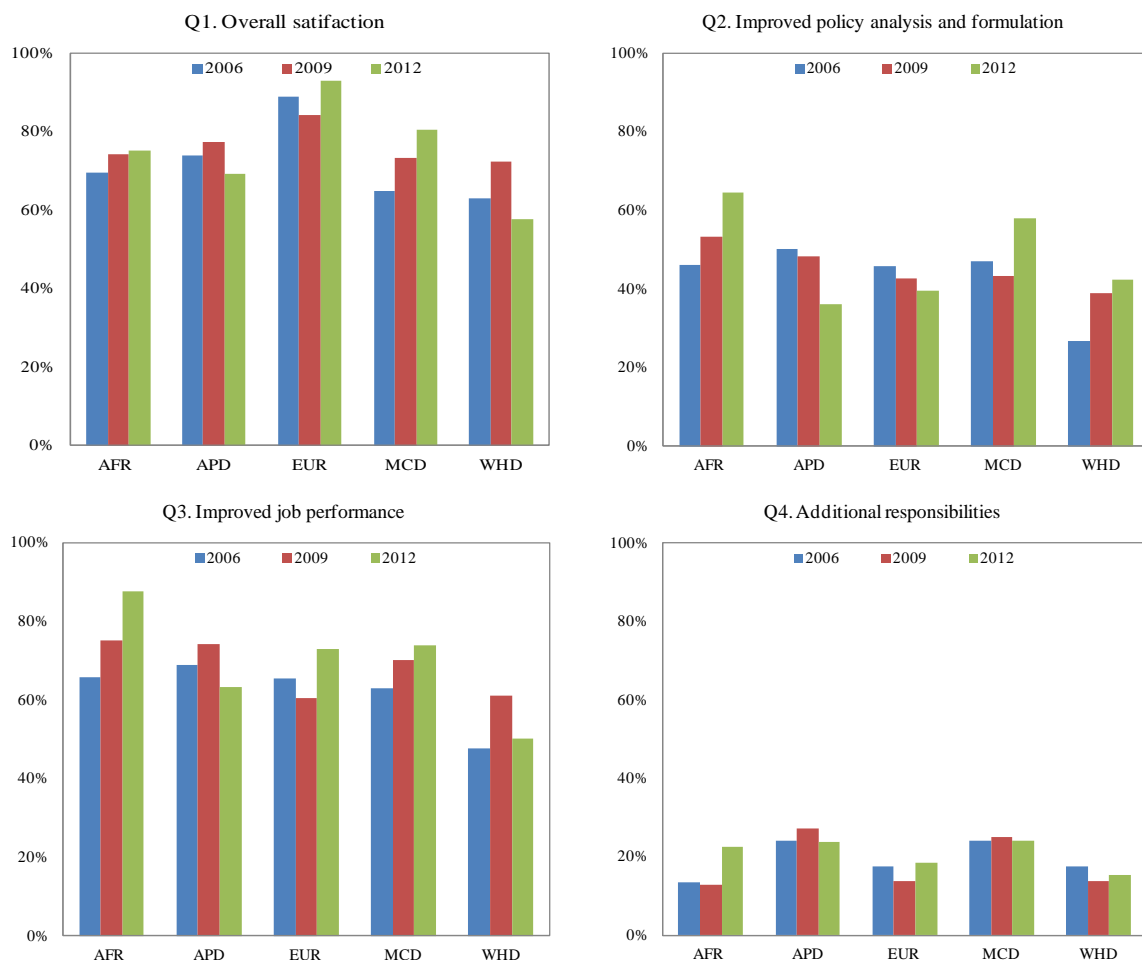 Q1. Overall satifaction
100%
80%
60%
40%
20%
0%
2006 2009 2012
AFR APD EUR MCD WHD
Q2. Improved policy analysis and formulation
100%
80%
60%
40%
20%
0%
2006 2009 2012
AFR APD EUR MCD WHD
Q3. Improved job performance
100%
80%
60%
40%
20%
0%
2006 2009 2012
AFR APD EUR MCD WHD
Q4. Additional responsibilities
100%
80%
60%
40%
20%
0%
2006 2009 2012
AFR APD EUR MCD WHD